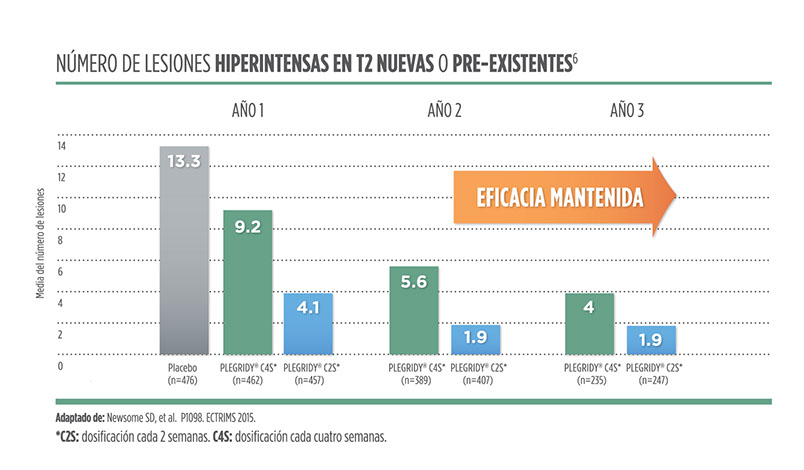 NÚMERO DE LESIONES HIPERINTENSAS EN T2 NUEVAS O PRE-EXISTENTES⁶
AÑO 1 AÑO 2 AÑO 3
Media del número de lesiones
14
12
10
8
6
4
2
0
13.3
9.2
4.1
5.6
1.9
4
1.9
EFICACIA MANTENIDA
Placebo
(n=476)
PLEGRIDY® C4S*
(n=462)
PLEGRIDY® C2S*
(n=457)
PLEGRIDY® C4S*
(n=389)
PLEGRIDY® C2S*
(n=407)
PLEGRIDY® C4S*
(n=235)
PLEGRIDY® C2S*
(n=247)
Adaptado de: Newsome SD, et al. P1098. ECTRIMS 2015.
*C2S: dosificación cada 2 semanas. C4S: dosificación cada cuatro semanas.